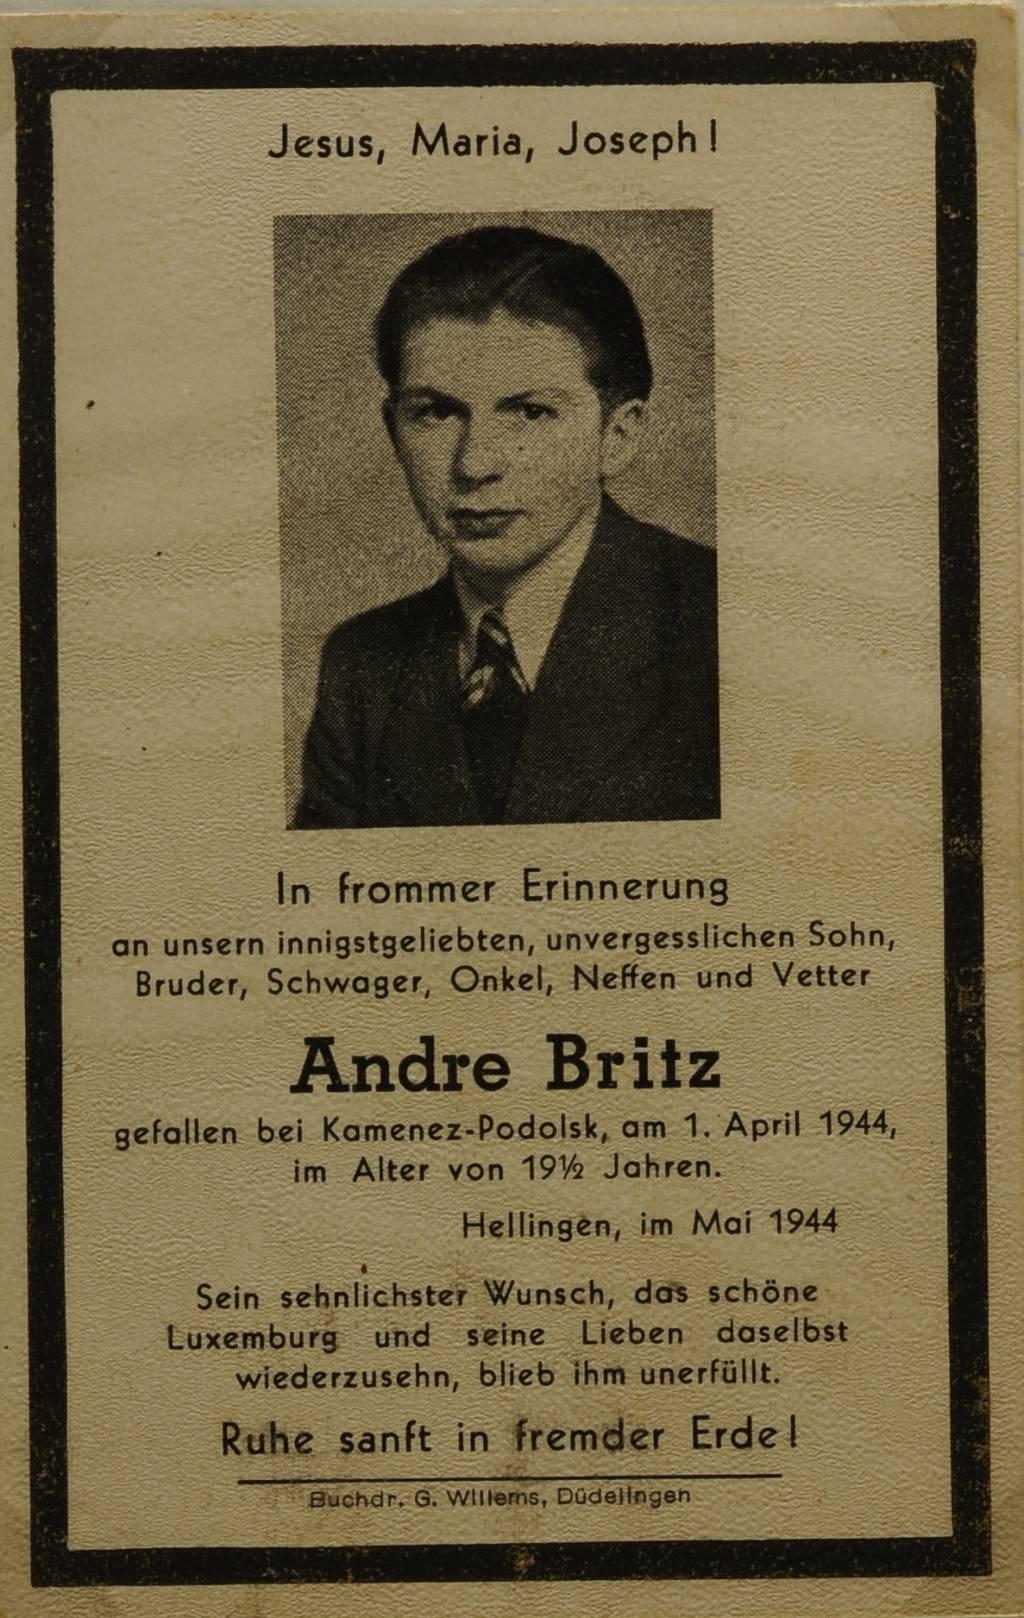 Jesus, Maria, Joseph!
In frommer Erinnerung
an unsern innigstgeliebten, unvergesslichen Sohn,
Bruder, Schwager, Onkel, Neffen und Vetter
Andre Britz
gefallen bei Kamenez-Podolsk, am 1. April 1944,
im Alter von 19½ Jahren.
Hellingen, im Mai 1944
Sein sehnlichster Wunsch, das schöne
Luxemburg und seine Lieben daselbst
wiederzusehn, blieb ihm unerfüllt.
Ruhe sanft in fremder Erde!
Buchdr. G. Willems, Düdelingen